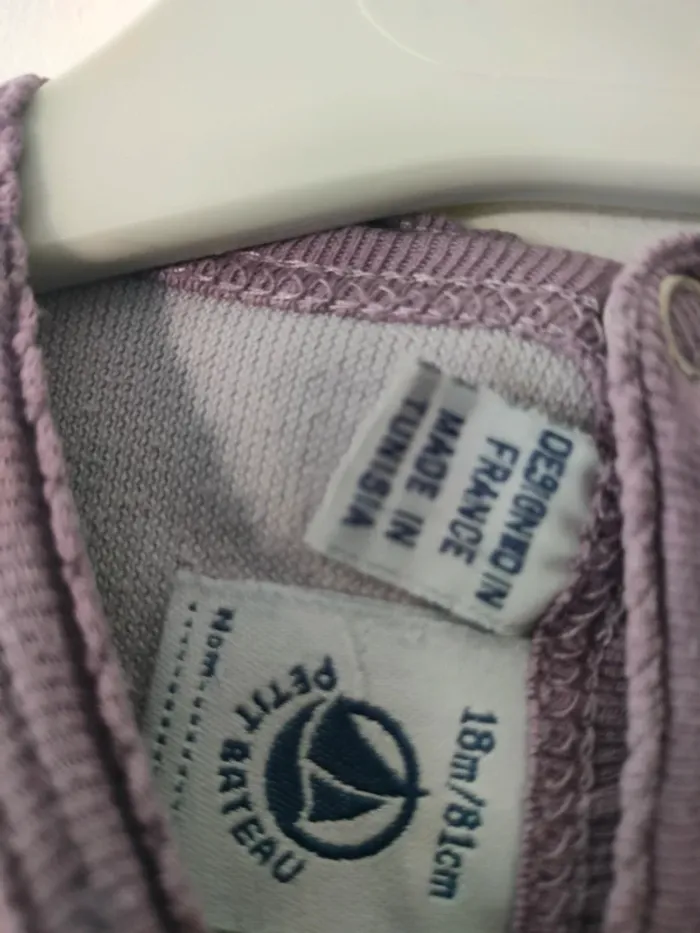 DESIGNED IN
FRANCE
MADE IN
TUNISIA
18m/81cm
PETIT BATEAU
Nom